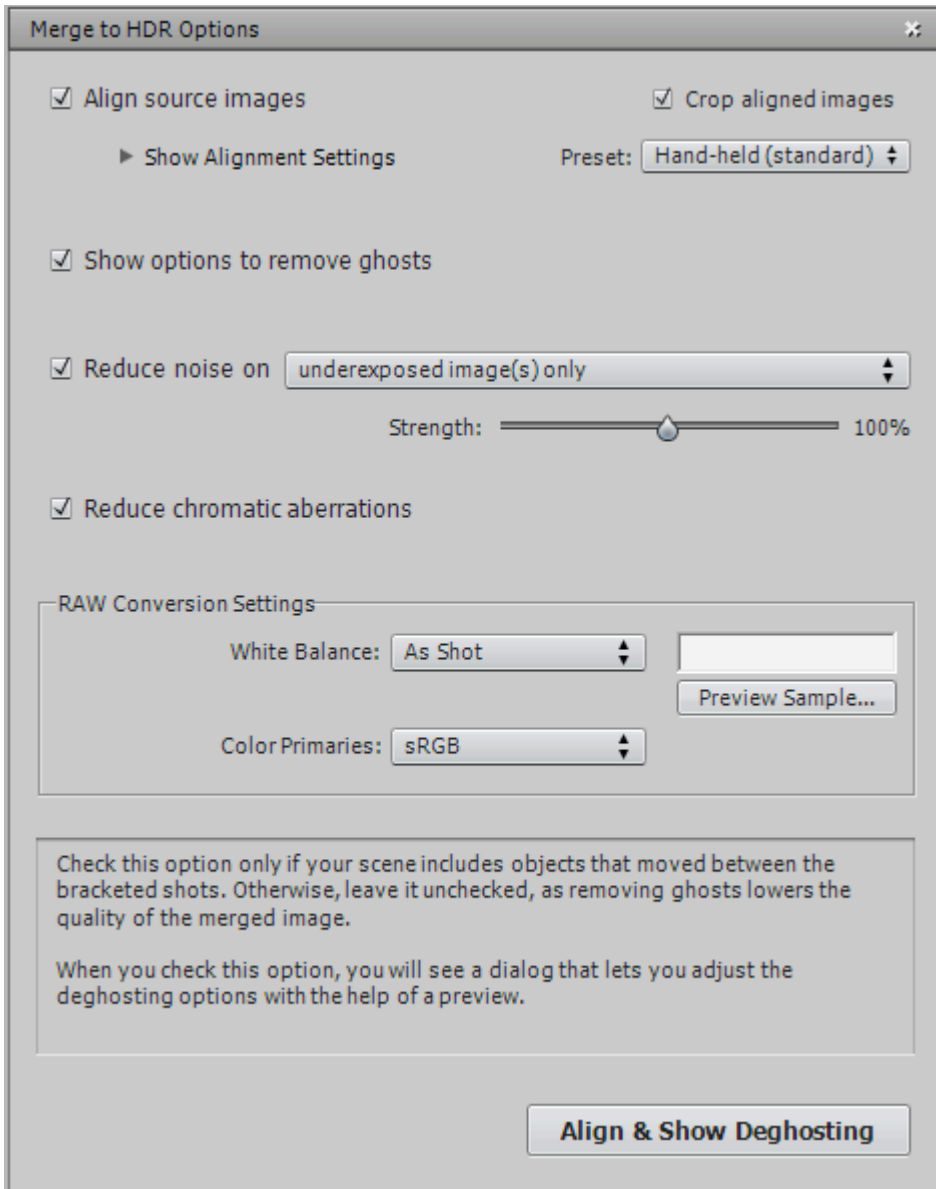 Merge to HDR Options
Align source images
Crop aligned images
Show Alignment Settings
Preset: Hand-held (standard)
Show options to remove ghosts
Reduce noise on underexposed image(s) only
Strength: 100%
Reduce chromatic aberrations
RAW Conversion Settings
White Balance: As Shot
Preview Sample...
Color Primaries: sRGB
Check this option only if your scene includes objects that moved between the
bracketed shots. Otherwise, leave it unchecked, as removing ghosts lowers the
quality of the merged image.
When you check this option, you will see a dialog that lets you adjust the
deghosting options with the help of a preview.
Align & Show Deghosting